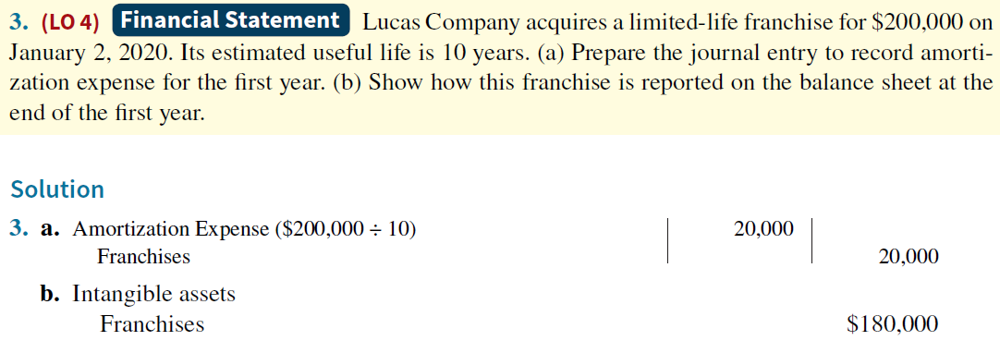 3. (LO 4) Financial Statement Lucas Company acquires a limited-life franchise for $200,000 on
January 2, 2020. Its estimated useful life is 10 years. (a) Prepare the journal entry to record amorti-
zation expense for the first year. (b) Show how this franchise is reported on the balance sheet at the
end of the first year.
Solution
3. a. Amortization Expense ($200,000 ÷ 10) 20,000
Franchises 20,000
b. Intangible assets
Franchises $180,000